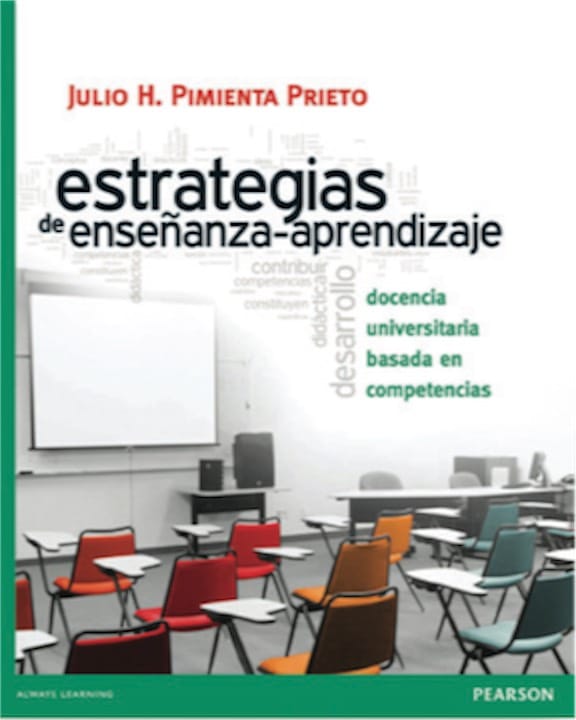 JULIO H. PIMIENTA PRIETO
estrategias
de enseñanza-aprendizaje
contribuir
competencias
didáctica
constituyen
didáctica
desarrollo
docencia
universitaria
basada en
competencias
ALWAYS LEARNING
PEARSON